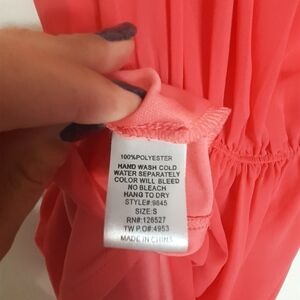 100%POLYESTER
HAND WASH COLD
WATER SEPARATELY
COLOR WILL BLEED
NO BLEACH
HANG TO DRY
STYLE#:9845
SIZE:S
RN#:126527
TW P.O#:4953
MADE IN CHINA